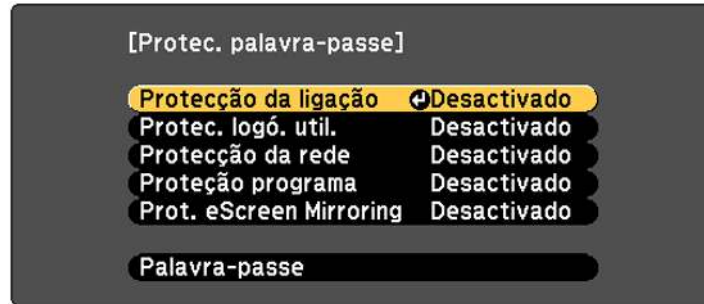 [Protec. palavra-passe]
Protecção da ligação Desactivado
Protec. logó. util. Desactivado
Protecção da rede Desactivado
Proteção programa Desactivado
Prot. eScreen Mirroring Desactivado
Palavra-passe